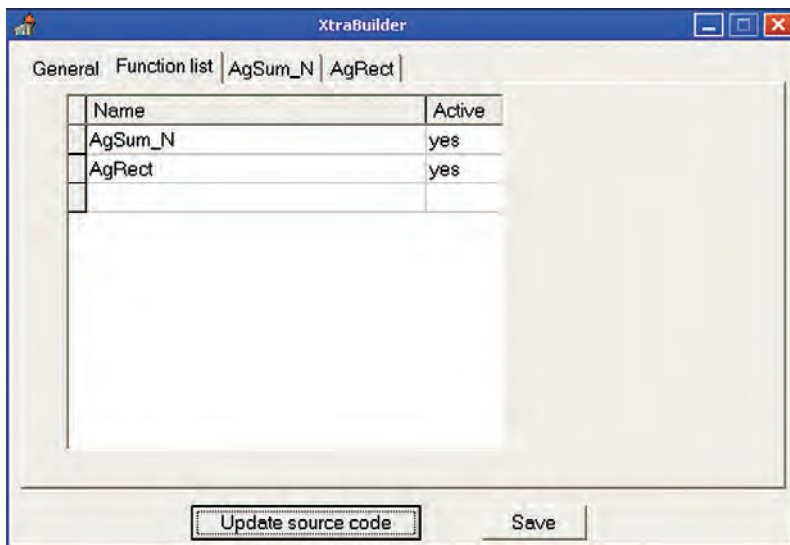 XtraBuilder
General Function list AgSum_N AgRect
Name Active
AgSum_N yes
AgRect yes
Update source code Save